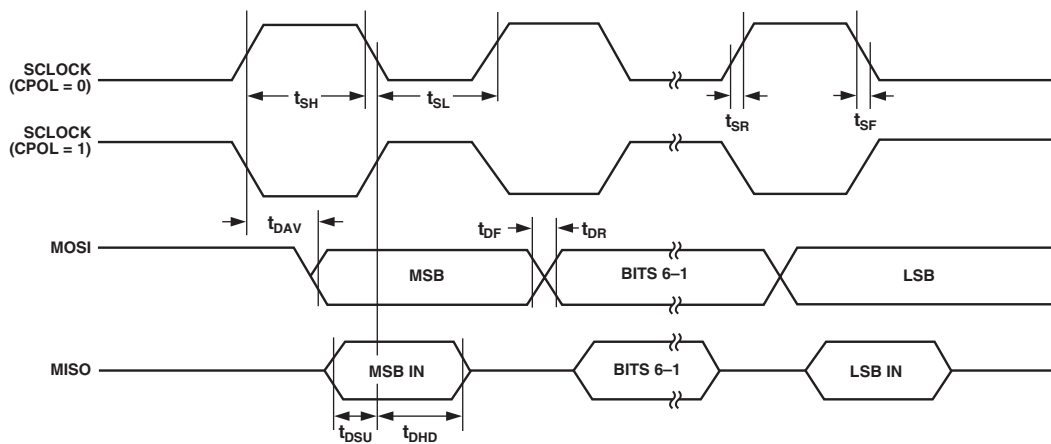 SCLOCK
(CPOL = 0)
tSH
tSL
tSR
tSF
SCLOCK
(CPOL = 1)
tDAV
tDF
tDR
MOSI
MSB
BITS 6–1
LSB
MISO
MSB IN
BITS 6–1
LSB IN
tDSU
tDHD